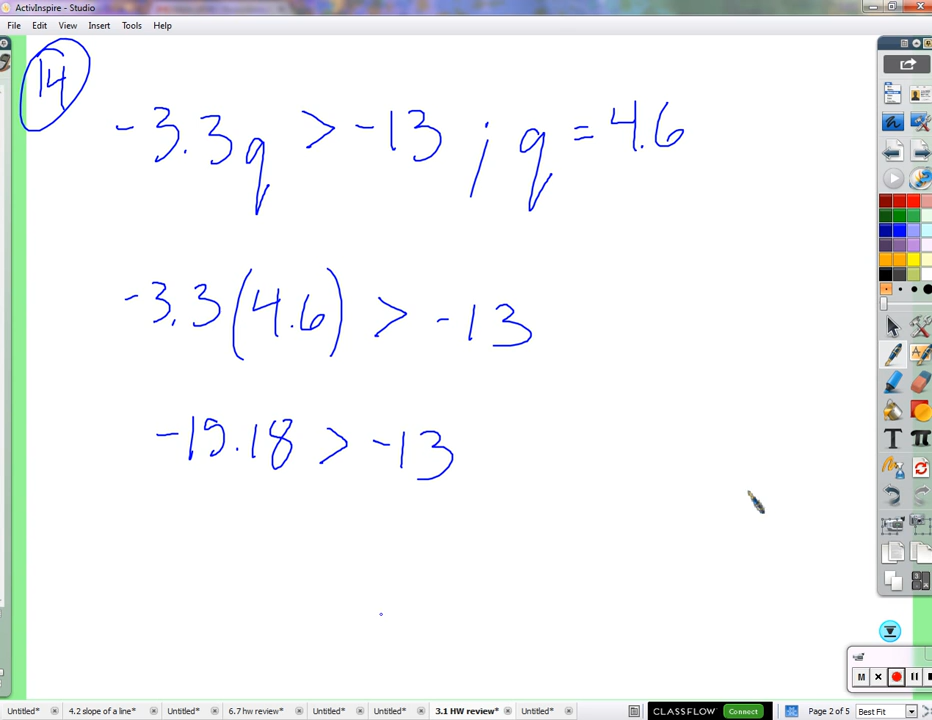 ActivInspire - Studio
File Edit View Insert Tools Help
14
-3.3q > -13 ; q = 4.6
-3.3(4.6) > -13
-15.18 > -13
M
Untitled* 4.2 slope of a line* Untitled* 6.7 hw review* Untitled* Untitled* 3.1 HW review* Untitled* CLASSFLOW Connect Page 2 of 5 Best Fit